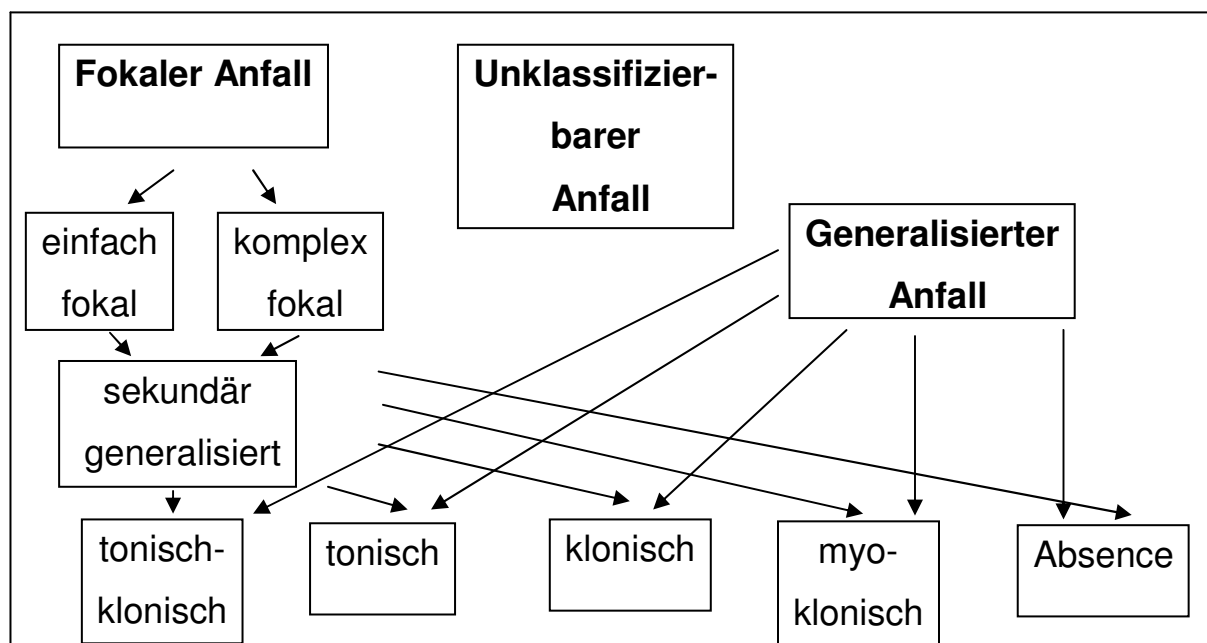 Fokaler Anfall
Unklassifizier-
barer
Anfall
einfach
fokal
komplex
fokal
Generalisierter
Anfall
sekundär
generalisiert
tonisch-
klonisch
tonisch
klonisch
myo-
klonisch
Absence